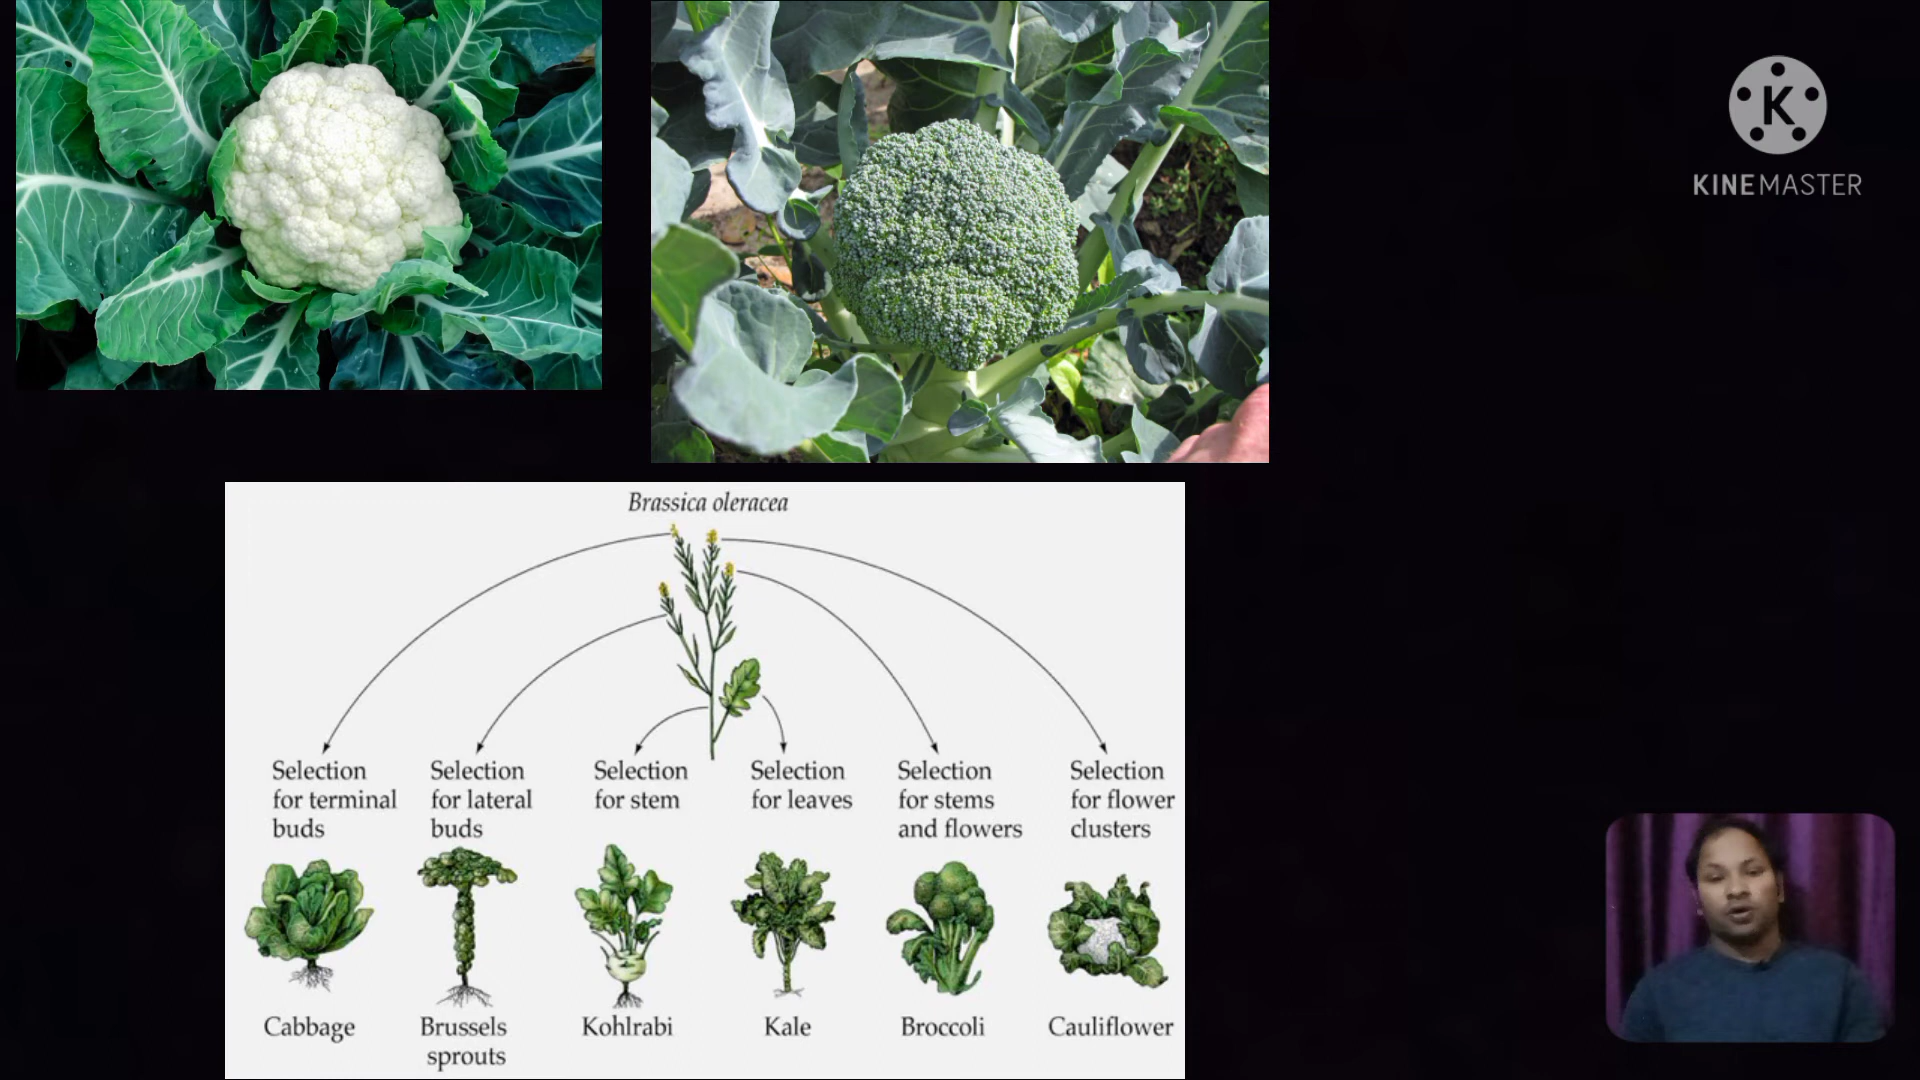 KINEMASTER
Brassica oleracea
Selection
for terminal
buds
Selection
for lateral
buds
Selection
for stem
Selection
for leaves
Selection
for stems
and flowers
Selection
for flower
clusters
Cabbage
Brussels
sprouts
Kohlrabi
Kale
Broccoli
Cauliflower